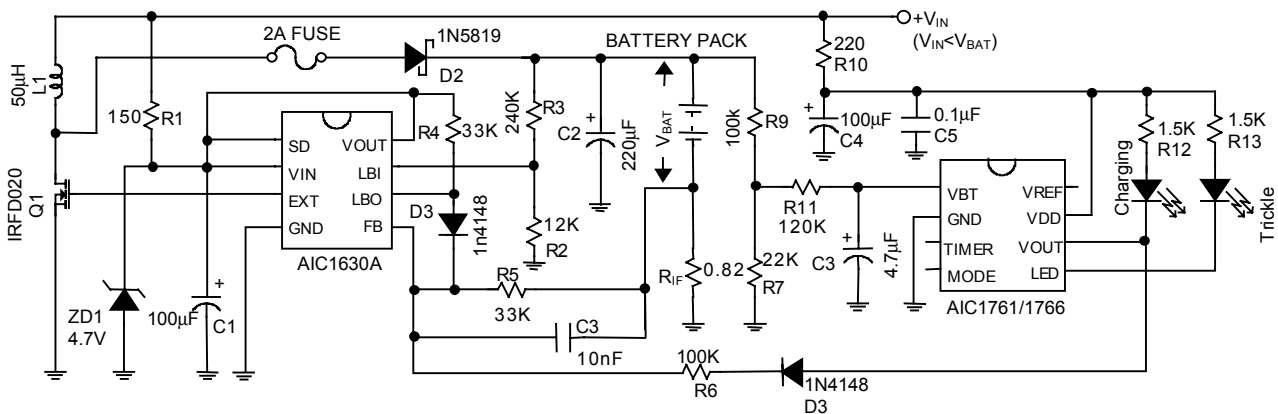 +VIN
(VIN<VBAT)
2A FUSE
1N5819
D2
BATTERY PACK
220
R10
50µH
L1
150
R1
R4
33K
240K
R3
C2
+
220µF
VBAT
100k
R9
+
100µF
C4
0.1µF
C5
1.5K
R12
1.5K
R13
SD
VIN
EXT
GND
VOUT
LBI
LBO
FB
AIC1630A
IRFD020
Q1
D3
1n4148
12K
R2
R11
120K
VBT
GND
TIMER
MODE
VREF
VDD
VOUT
LED
AIC1761/1766
Charging
Trickle
ZD1
4.7V
100µF
+
C1
R5
33K
C3
10nF
RIF
0.82
22K
R7
+
C3
4.7µF
100K
R6
1N4148
D3